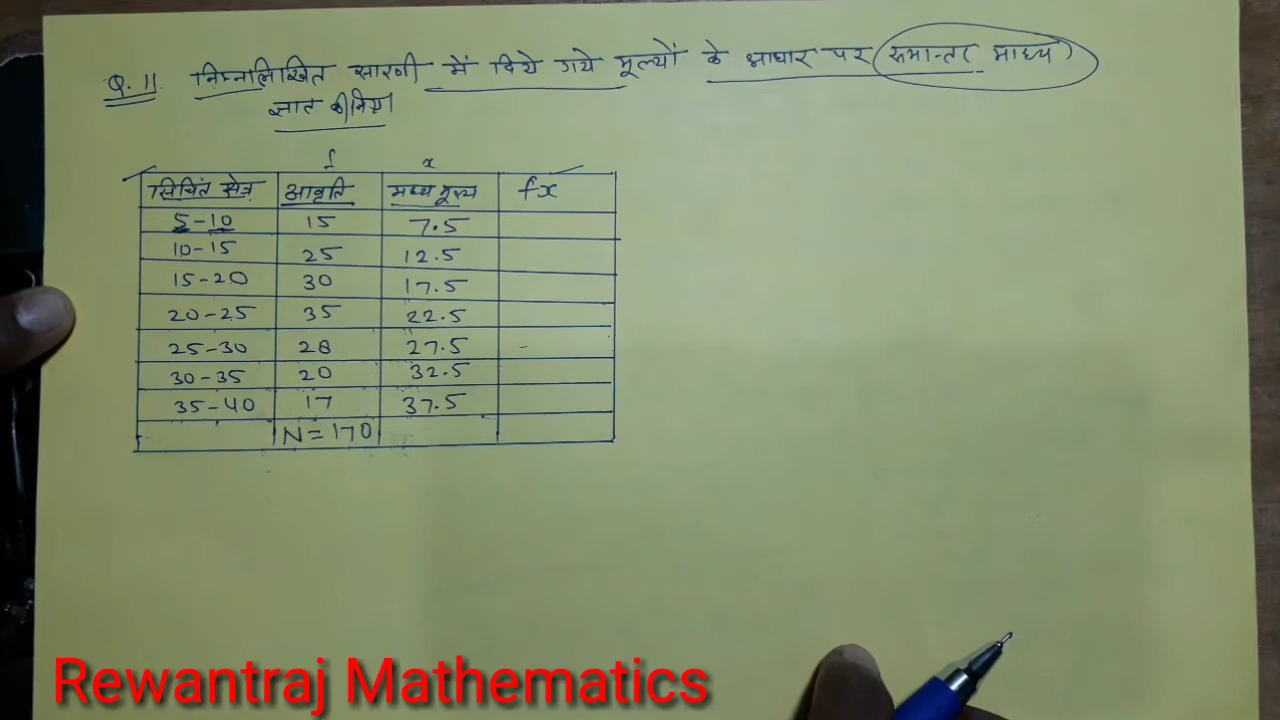 Q. 11. निम्नलिखित सारणी में दिये गये मूल्यों के आधार पर (समान्तर माध्य)
ज्ञात कीजिए।
f x
सिंचित क्षेत्र आवृति मध्य मूल्य fx
5-10 15 7.5
10-15 25 12.5
15-20 30 17.5
20-25 35 22.5
25-30 28 27.5
30-35 20 32.5
35-40 17 37.5
N=170
Rewantraj Mathematics